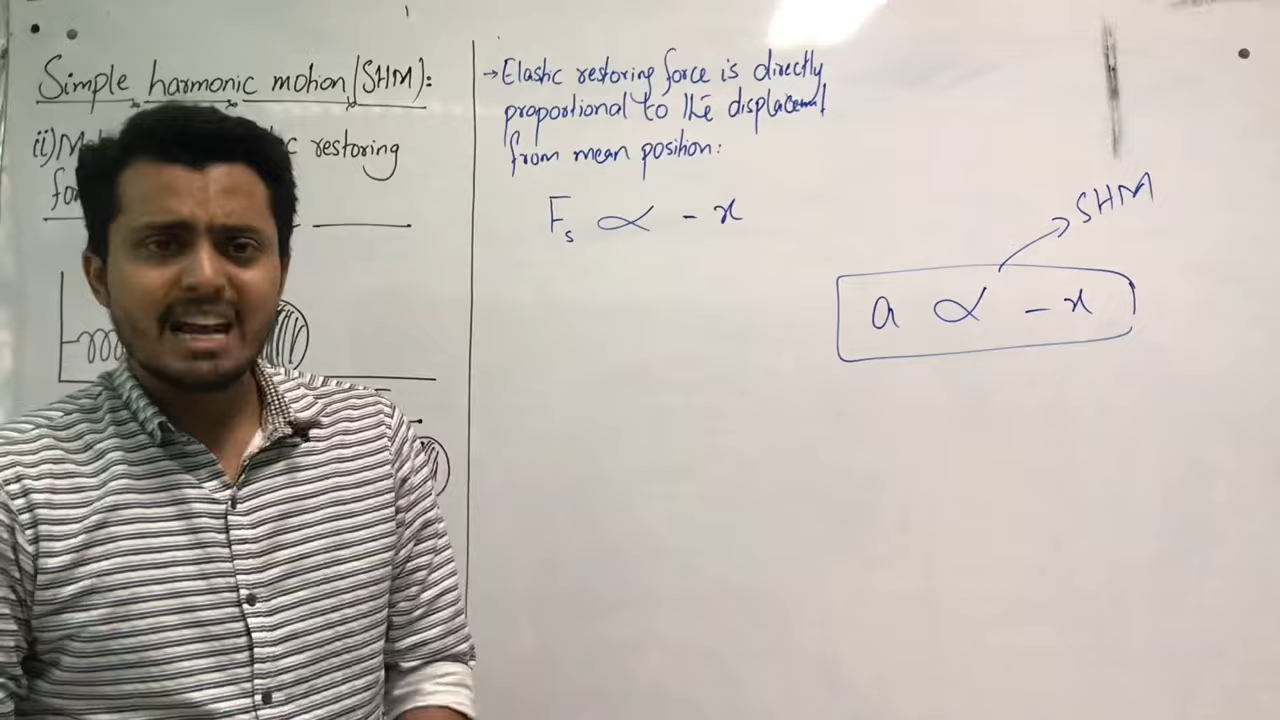 Simple harmonic motion (SHM):
ii) restoring
→ Elastic restoring force is directly
proportional to the displacement
from mean position:
Fs ∝ - x
SHM
a ∝ - x